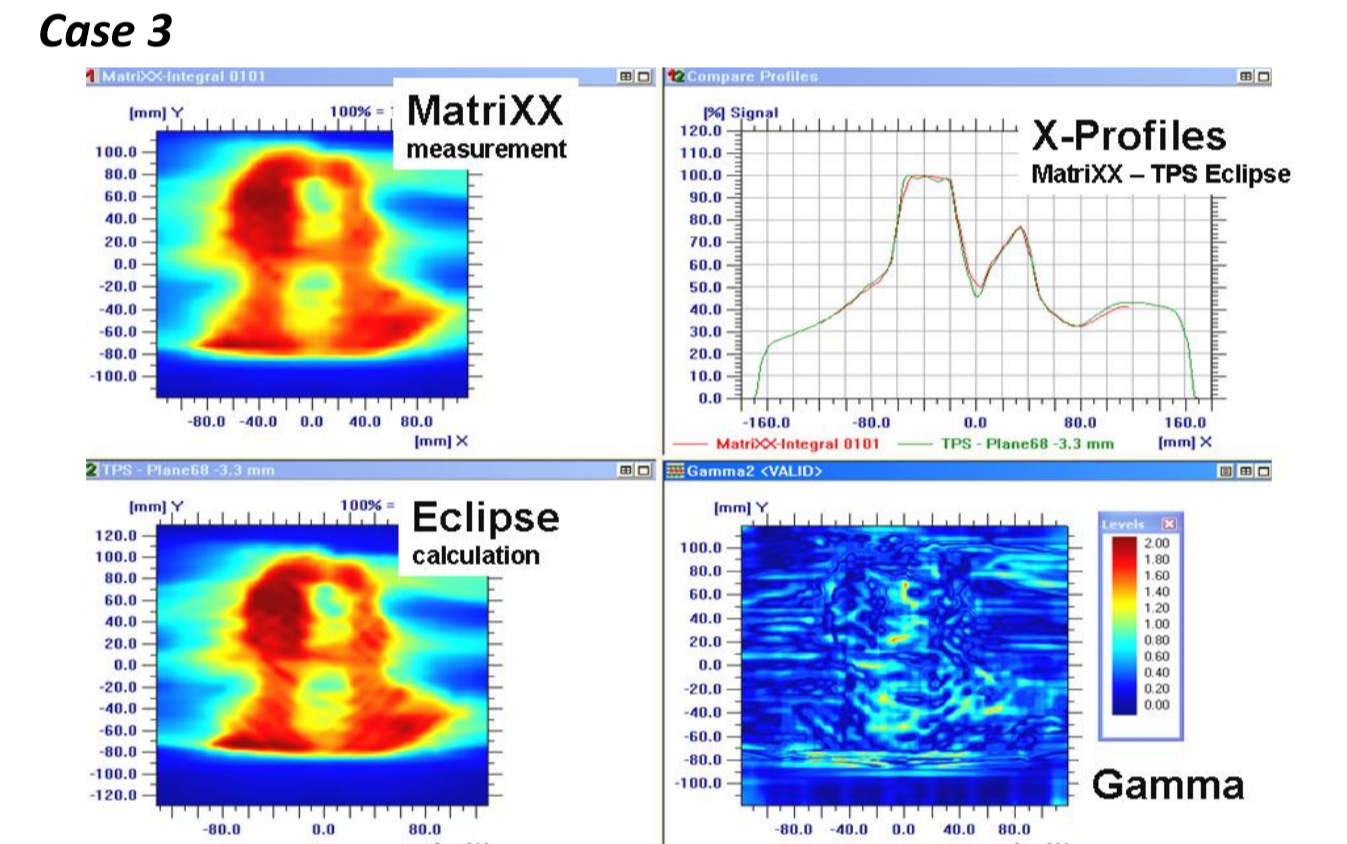 Case 3
1 MatriXX-Integral 0101
12 Compare Profiles
[mm] Y
100% =
MatriXX
measurement
100.0
80.0
60.0
40.0
20.0
0.0
-20.0
-40.0
-60.0
-80.0
-100.0
-80.0 -40.0 0.0 40.0 80.0
[mm] X
[%] Signal
X-Profiles
MatriXX – TPS Eclipse
120.0
110.0
100.0
90.0
80.0
70.0
60.0
50.0
40.0
30.0
20.0
10.0
0.0
-160.0 -80.0 0.0 80.0 160.0
MatriXX-Integral 0101 TPS - Plane68 -3.3 mm [mm] X
2 TPS - Plane68 -3.3 mm
Gamma2 <VALID>
[mm] Y
100% =
Eclipse
calculation
120.0
100.0
80.0
60.0
40.0
20.0
0.0
-20.0
-40.0
-60.0
-80.0
-100.0
-120.0
-80.0 0.0 80.0
[mm] Y
100.0
80.0
60.0
40.0
20.0
0.0
-20.0
-40.0
-60.0
-80.0
-100.0
-80.0 -40.0 0.0 40.0 80.0
Levels
2.00
1.80
1.60
1.40
1.20
1.00
0.80
0.60
0.40
0.20
0.00
Gamma